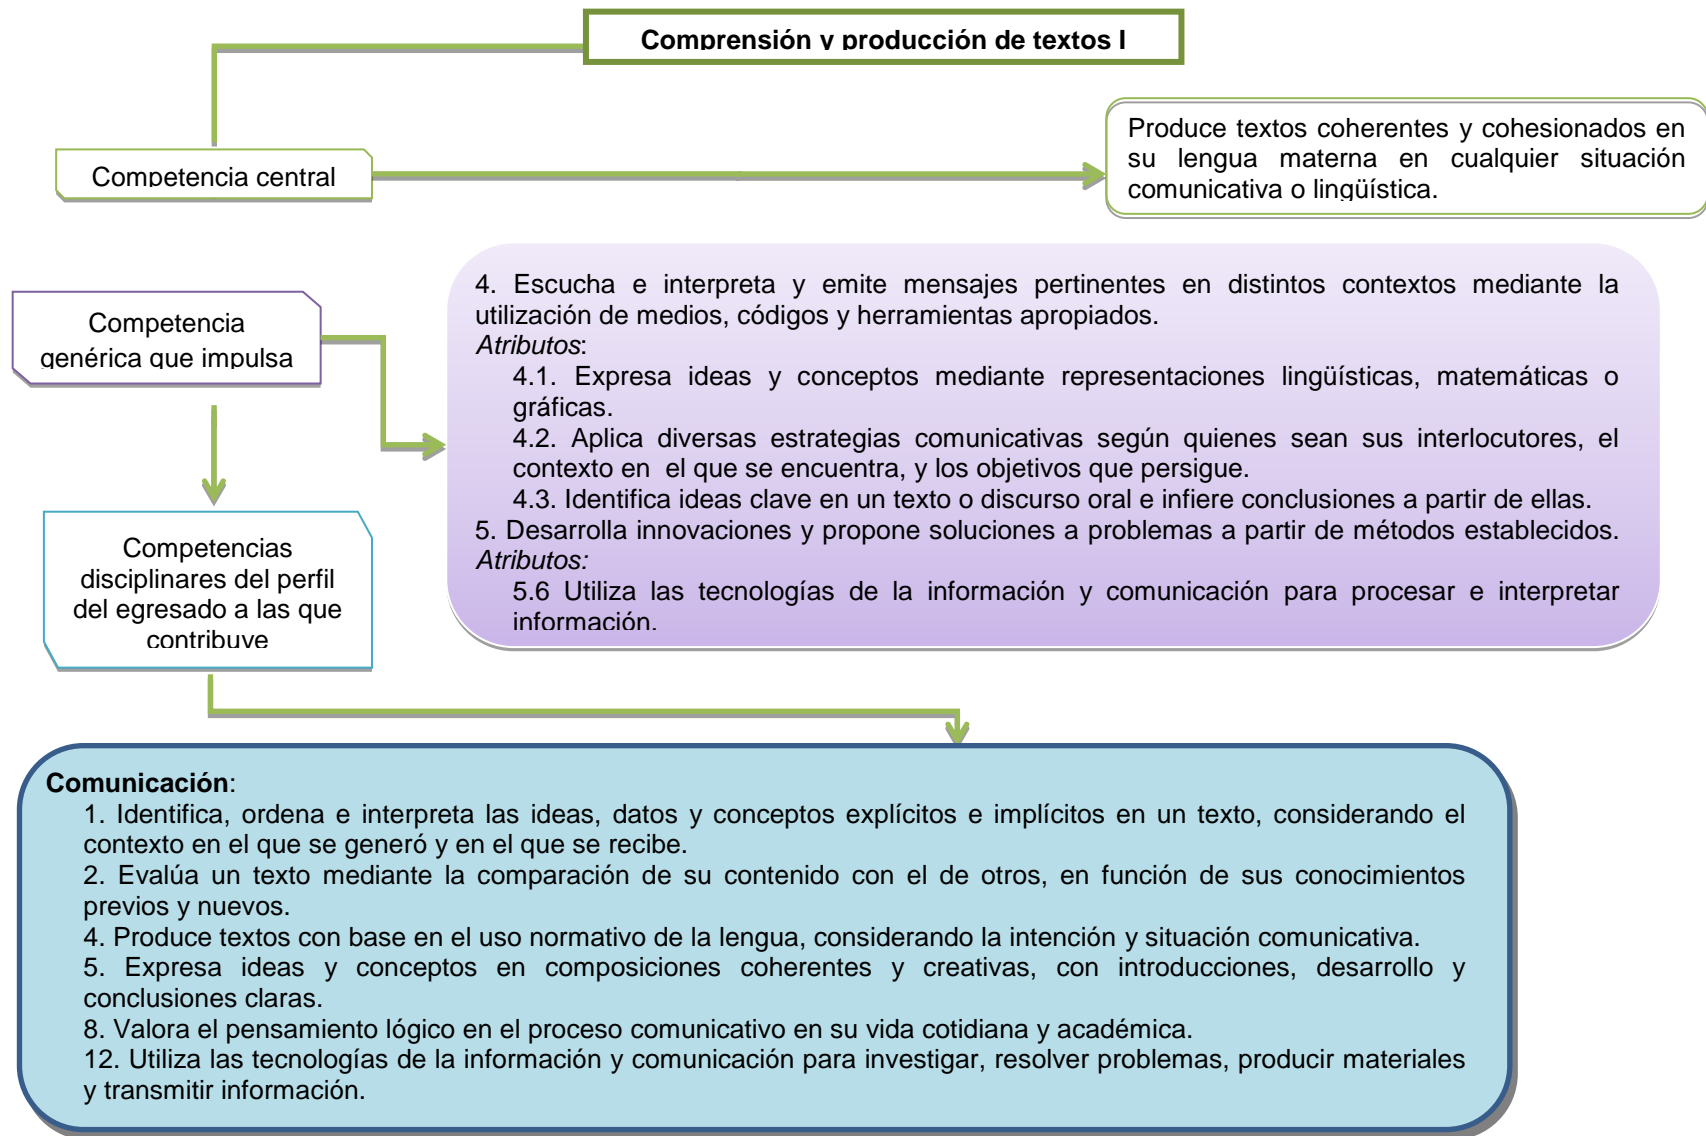 Comprensión y producción de textos I
Produce textos coherentes y cohesionados en
su lengua materna en cualquier situación
comunicativa o lingüística.
Competencia central
4. Escucha e interpreta y emite mensajes pertinentes en distintos contextos mediante la
utilización de medios, códigos y herramientas apropiados.
Atributos:
4.1. Expresa ideas y conceptos mediante representaciones lingüísticas, matemáticas o
gráficas.
4.2. Aplica diversas estrategias comunicativas según quienes sean sus interlocutores, el
contexto en el que se encuentra, y los objetivos que persigue.
4.3. Identifica ideas clave en un texto o discurso oral e infiere conclusiones a partir de ellas.
5. Desarrolla innovaciones y propone soluciones a problemas a partir de métodos establecidos.
Atributos:
5.6 Utiliza las tecnologías de la información y comunicación para procesar e interpretar
información.
Competencia
genérica que impulsa
Competencias
disciplinares del perfil
del egresado a las que
contribuye
Comunicación:
1. Identifica, ordena e interpreta las ideas, datos y conceptos explícitos e implícitos en un texto, considerando el
contexto en el que se generó y en el que se recibe.
2. Evalúa un texto mediante la comparación de su contenido con el de otros, en función de sus conocimientos
previos y nuevos.
4. Produce textos con base en el uso normativo de la lengua, considerando la intención y situación comunicativa.
5. Expresa ideas y conceptos en composiciones coherentes y creativas, con introducciones, desarrollo y
conclusiones claras.
8. Valora el pensamiento lógico en el proceso comunicativo en su vida cotidiana y académica.
12. Utiliza las tecnologías de la información y comunicación para investigar, resolver problemas, producir materiales
y transmitir información.